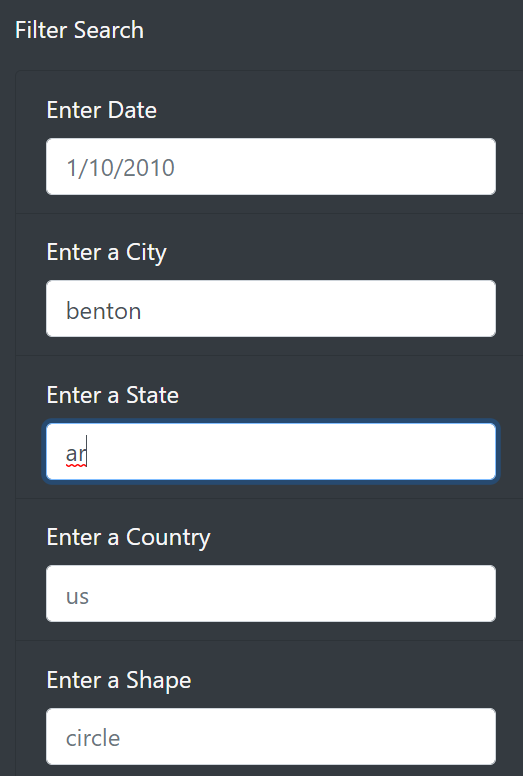 Filter Search
Enter Date
1/10/2010
Enter a City
benton
Enter a State
ar
Enter a Country
us
Enter a Shape
circle